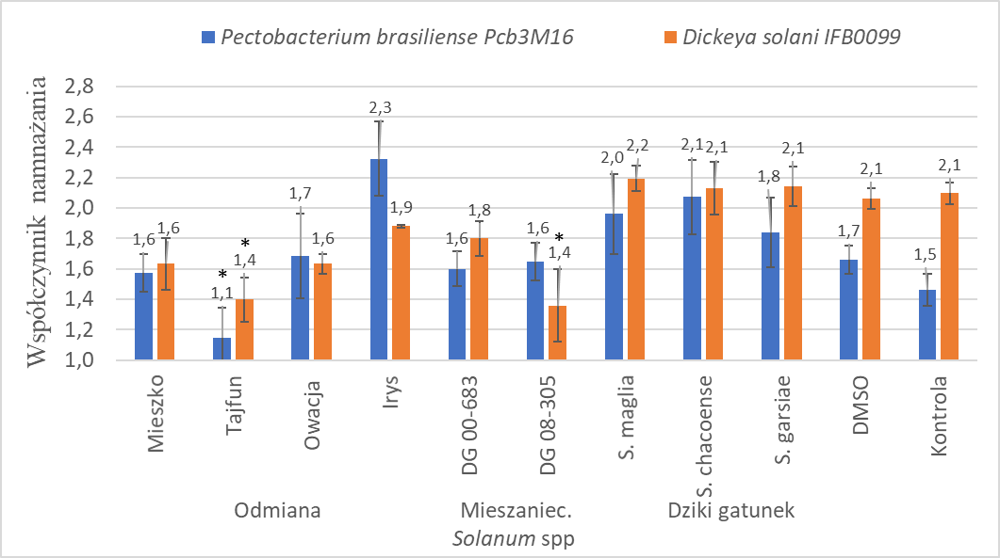 Pectobacterium brasiliense Pcb3M16 Dickeya solani IFB0099
Współczynnik namnażania
2,8
2,6
2,4
2,2
2,0
1,8
1,6
1,4
1,2
1,0
1,6 1,6
* 1,1 * 1,4
1,7 1,6
2,3 1,9
1,6 1,8
1,6 * 1,4
2,0 2,2
2,1 2,1
1,8 2,1
1,7 2,1
1,5 2,1
Mieszko
Tajfun
Owacja
Irys
DG 00-683
DG 08-305
S. maglia
S. chacoense
S. garsiae
DMSO
Kontrola
Odmiana Mieszaniec. Dziki gatunek
Solanum spp